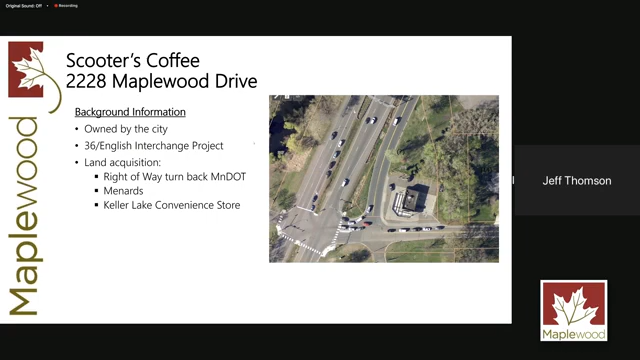 Original Sound: Off
Recording
Scooter's Coffee
2228 Maplewood Drive
Background Information
• Owned by the city
• 36/English Interchange Project
• Land acquisition:
▪ Right of Way turn back MnDOT
▪ Menards
▪ Keller Lake Convenience Store
Maplewood
Jeff Thomson
Maplewood